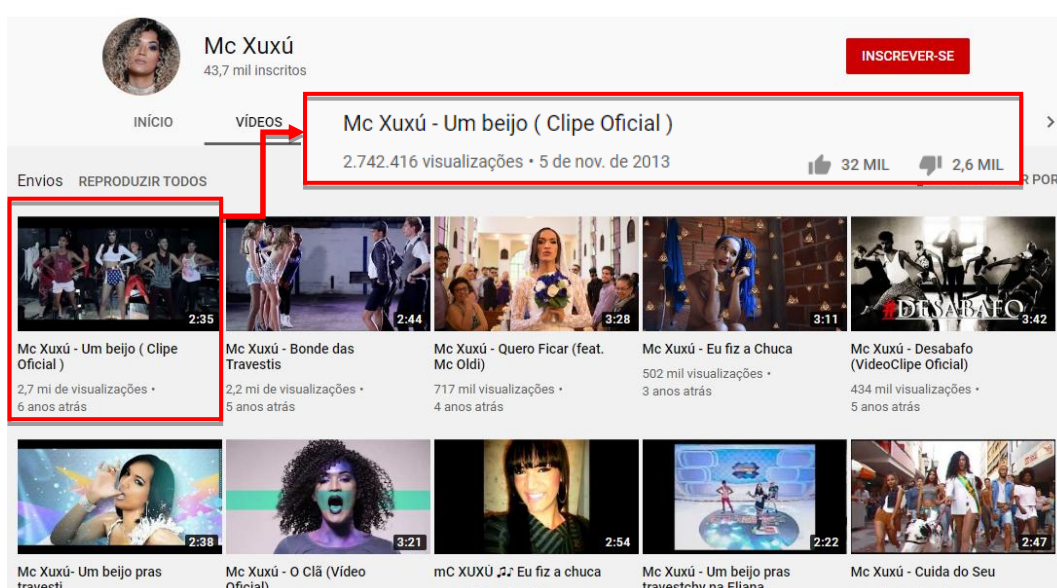 Mc Xuxú
43,7 mil inscritos
INSCREVER-SE
INÍCIO
VÍDEOS
Mc Xuxú - Um beijo ( Clipe Oficial )
2.742.416 visualizações • 5 de nov. de 2013
32 MIL
2,6 MIL
Envios REPRODUZIR TODOS
R POR
2:35
2:44
3:28
3:11
#DESABAFO
3:42
Mc Xuxú - Um beijo ( Clipe
Oficial )
2,7 mi de visualizações •
6 anos atrás
Mc Xuxú - Bonde das
Travestis
2,2 mi de visualizações •
5 anos atrás
Mc Xuxú - Quero Ficar (feat.
Mc Oldi)
717 mil visualizações •
4 anos atrás
Mc Xuxú - Eu fiz a Chuca
502 mil visualizações •
3 anos atrás
Mc Xuxú - Desabafo
(VideoClipe Oficial)
434 mil visualizações •
5 anos atrás
2:38
3:21
2:54
2:22
2:47
Mc Xuxú- Um beijo pras
travesti
Mc Xuxú - O Clã (Vídeo
Oficial)
mC XUXÚ ♫♪ Eu fiz a chuca
Mc Xuxú - Um beijo pras
travestchy na Eliana
Mc Xuxú - Cuida do Seu